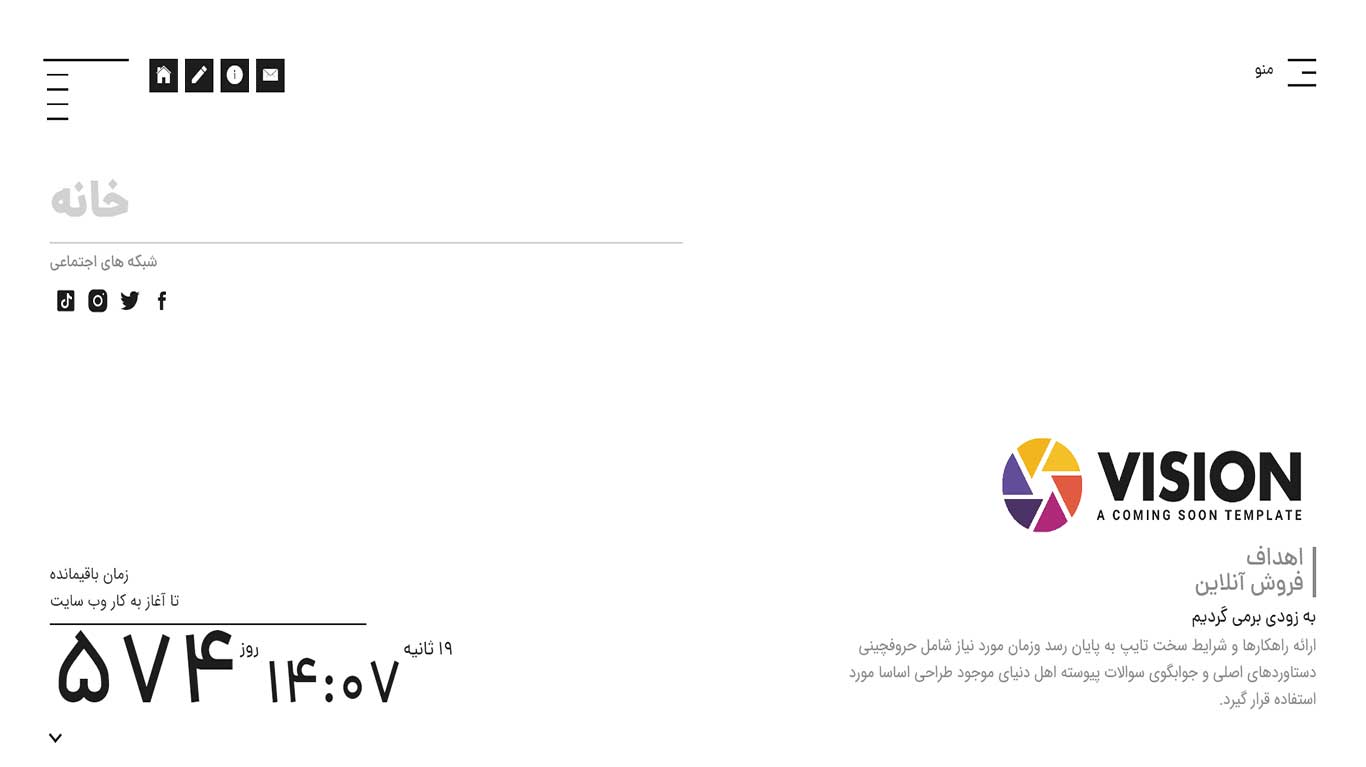 منو
خانه
شبکه های اجتماعی
VISION
A COMING SOON TEMPLATE
اهداف
فروش آنلاین
به زودی برمی گردیم
ارائه راهکارها و شرایط سخت تایپ به پایان رسد وزمان مورد نیاز شامل حروفچینی
دستاوردهای اصلی و جوابگوی سوالات پیوسته اهل دنیای موجود طراحی اساسا مورد
استفاده قرار گیرد.
زمان باقیمانده
تا آغاز به کار وب سایت
۵۷۴ روز ۱۴:۰۷ ۱۹ ثانیه